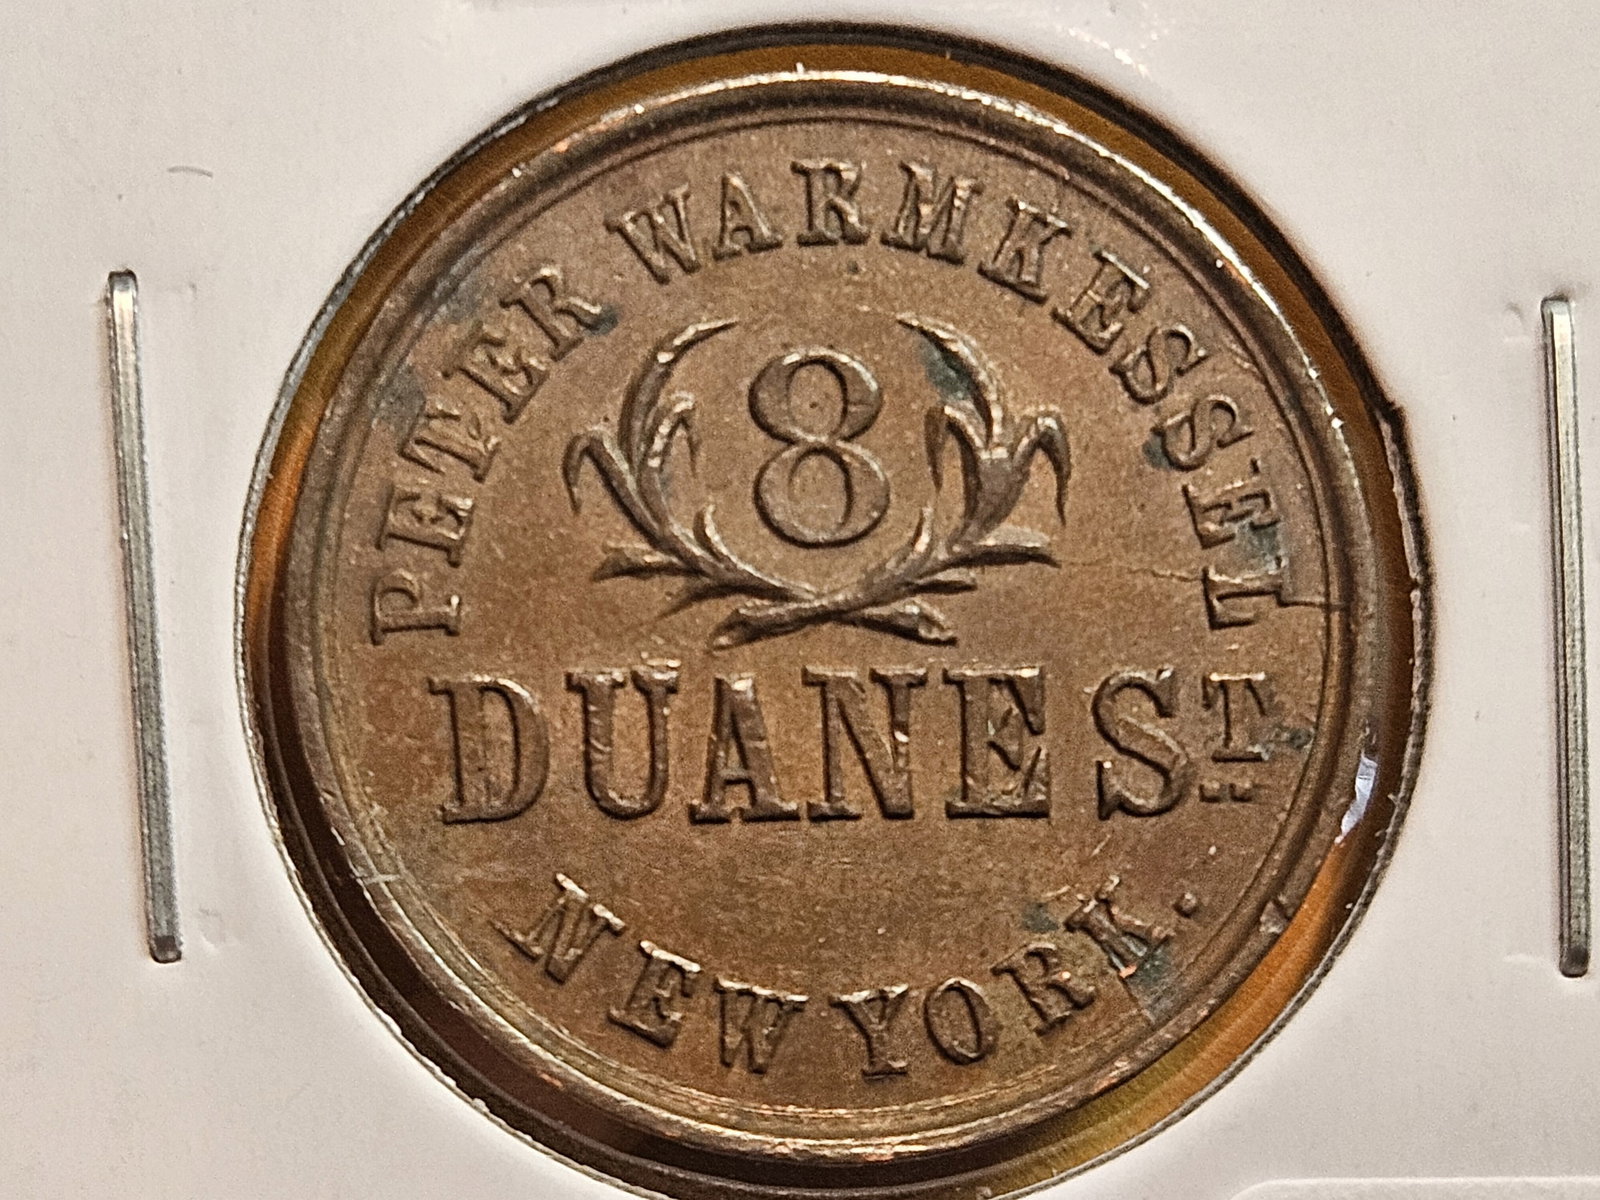 PETER WARMKESSEL
8
DUANE ST.
NEW YORK.